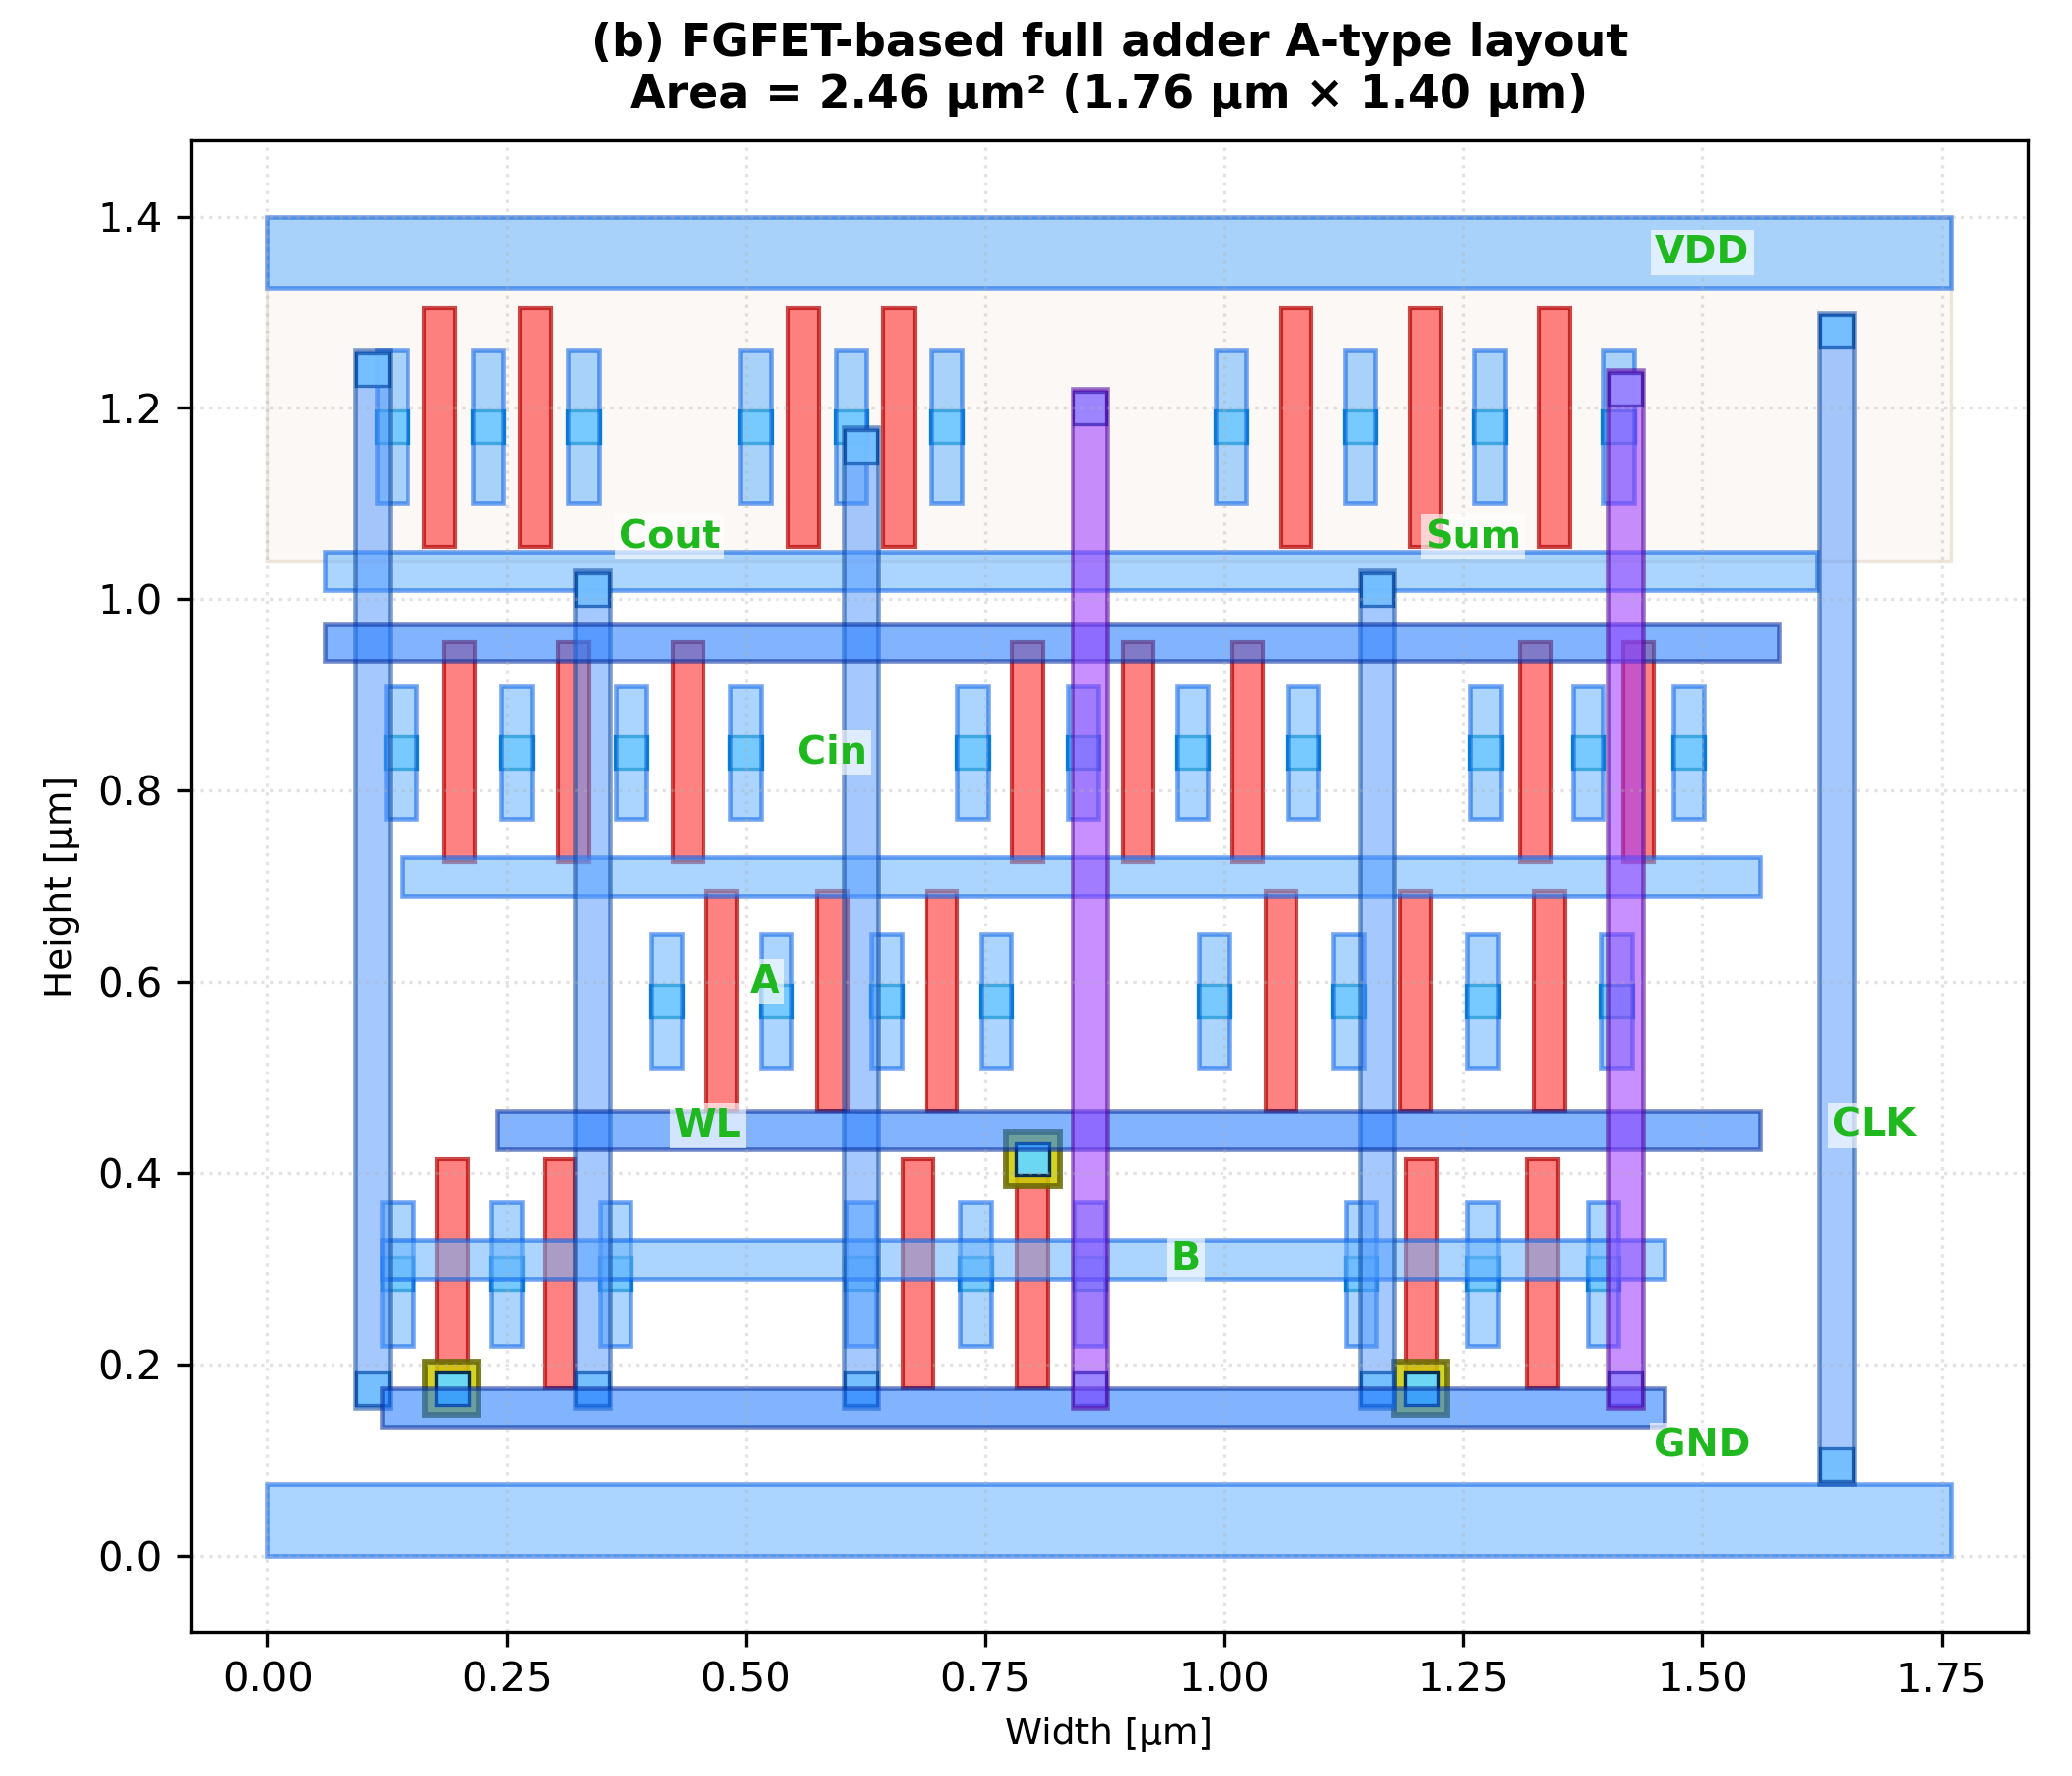 (b) FGFET-based full adder A-type layout
Area = 2.46 μm² (1.76 μm × 1.40 μm)
1.4
VDD
1.2
Cout
Sum
1.0
Cin
0.8
Height [μm]
0.6
A
WL
CLK
0.4
B
0.2
GND
0.0
0.00 0.25 0.50 0.75 1.00 1.25 1.50 1.75
Width [μm]